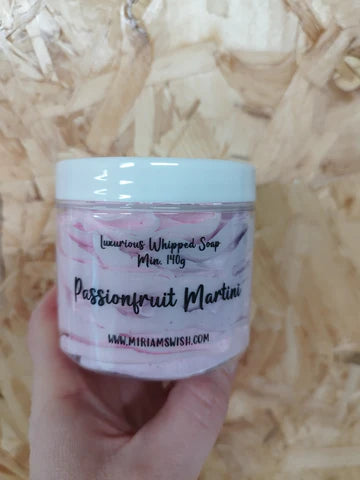 Luxurious Whipped Soap
Min. 140g
Passionfruit Martini
WWW.MIRIAMSWISH.COM